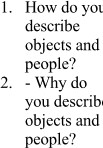 1. How do you
describe
objects and
people?
2. - Why do
you describe
objects and
people?